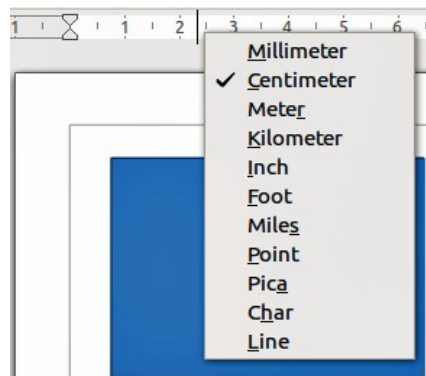 1 1 2 3 4 5 6
Millimeter
Centimeter
Meter
Kilometer
Inch
Foot
Miles
Point
Pica
Char
Line